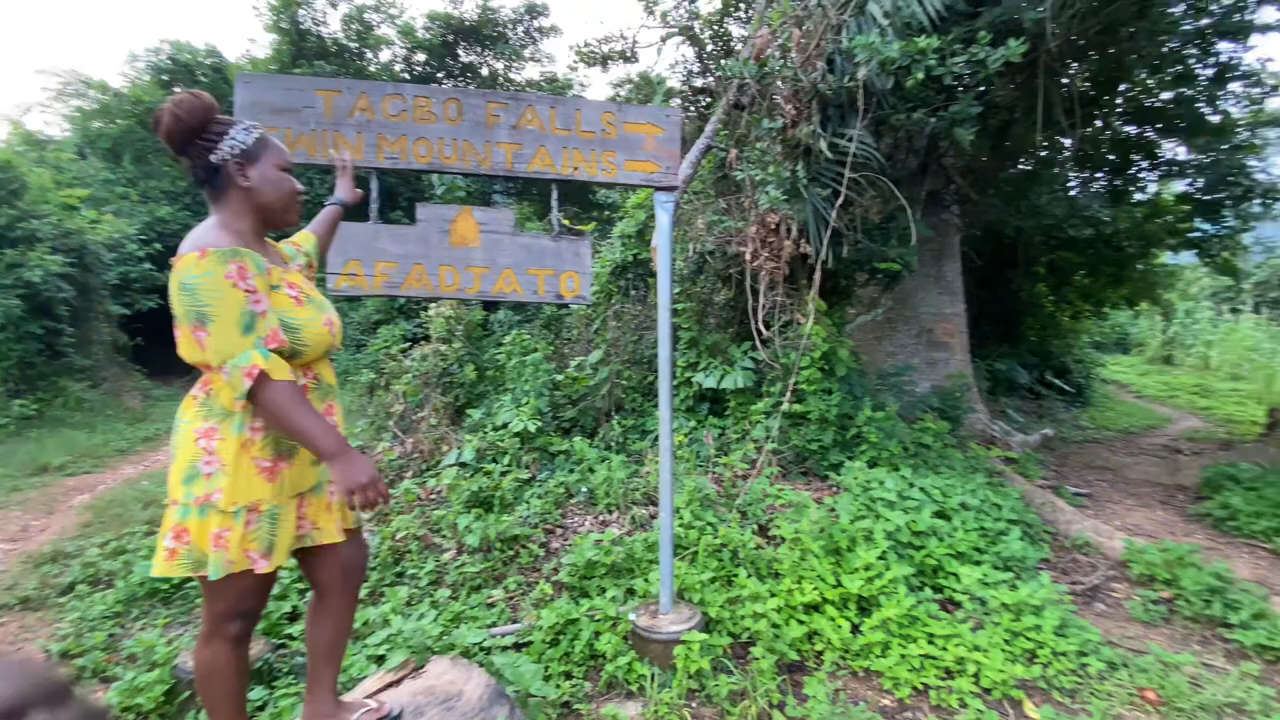 TAGBO FALLS →
TWIN MOUNTAINS →
AFADJATO